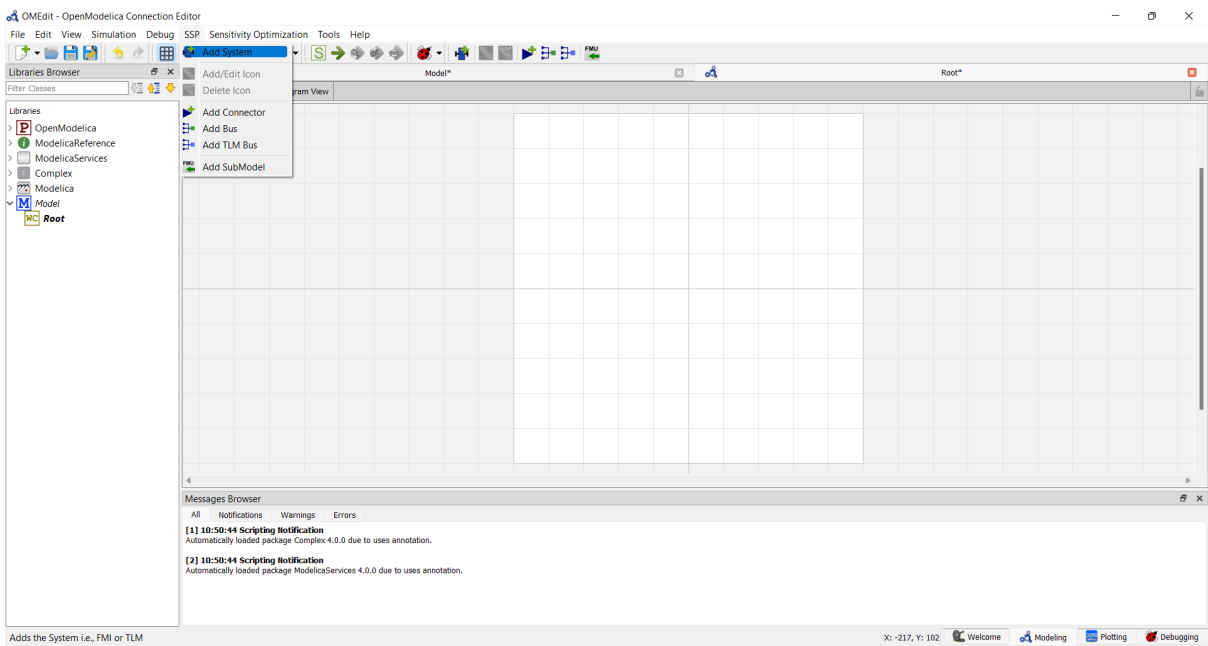 OMEdit - OpenModelica Connection Editor
File Edit View Simulation Debug SSP Sensitivity Optimization Tools Help
Add System
S
FMU
Libraries Browser
Add/Edit Icon
Model*
Root*
Filter Classes
Delete Icon
gram View
Libraries
Add Connector
P OpenModelica
Add Bus
i ModelicaReference
Add TLM Bus
ModelicaServices
FMU Add SubModel
C Complex
Modelica
M Model
WC Root
Messages Browser
All Notifications Warnings Errors
[1] 10:50:44 Scripting Notification
Automatically loaded package Complex 4.0.0 due to uses annotation.
[2] 10:50:44 Scripting Notification
Automatically loaded package ModelicaServices 4.0.0 due to uses annotation.
Adds the System i.e., FMI or TLM
X: -217, Y: 102 Welcome Modeling Plotting Debugging